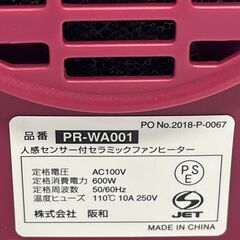 PO No.2018-P-0067
品番 PR-WA001
人感センサー付セラミックファンヒーター
定格電圧 AC100V
定格消費電力 600W
定格周波数 50/60Hz
温度ヒューズ 110℃ 10A 250V
株式会社 阪和
PSE
JET
MADE IN CHINA